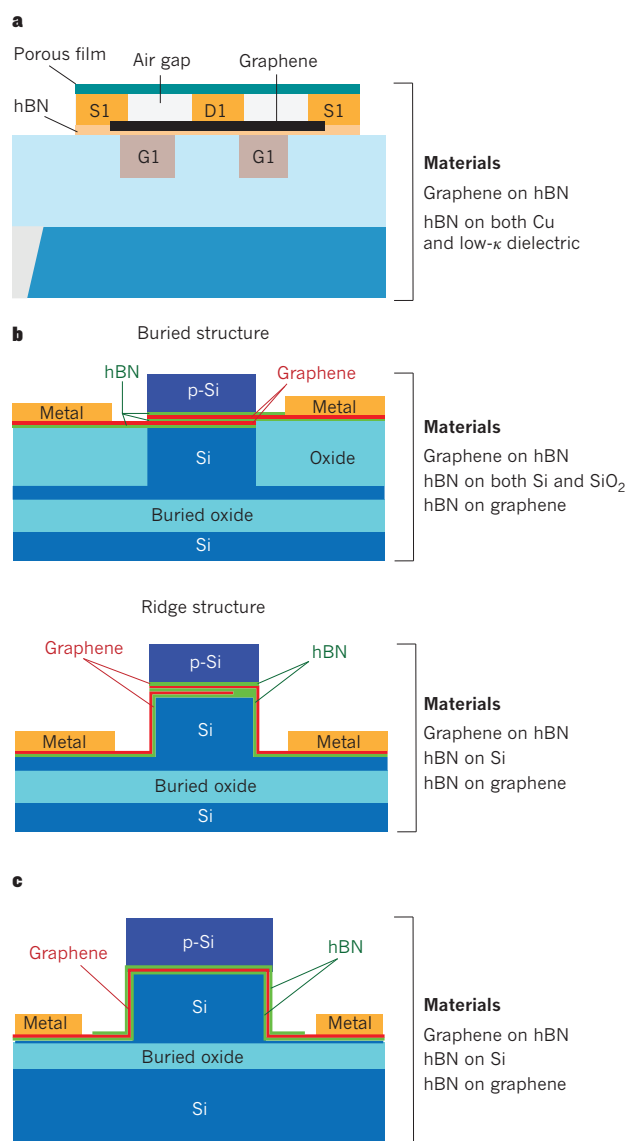 a
Porous film
Air gap
Graphene
hBN
S1
D1
S1
G1
G1
Materials
Graphene on hBN
hBN on both Cu
and low-κ dielectric
b
Buried structure
hBN
Graphene
p-Si
Metal
Metal
Si
Oxide
Buried oxide
Si
Materials
Graphene on hBN
hBN on both Si and SiO₂
hBN on graphene
Ridge structure
Graphene
hBN
p-Si
Si
Metal
Metal
Buried oxide
Si
Materials
Graphene on hBN
hBN on Si
hBN on graphene
c
p-Si
Graphene
hBN
Si
Metal
Metal
Buried oxide
Si
Materials
Graphene on hBN
hBN on Si
hBN on graphene